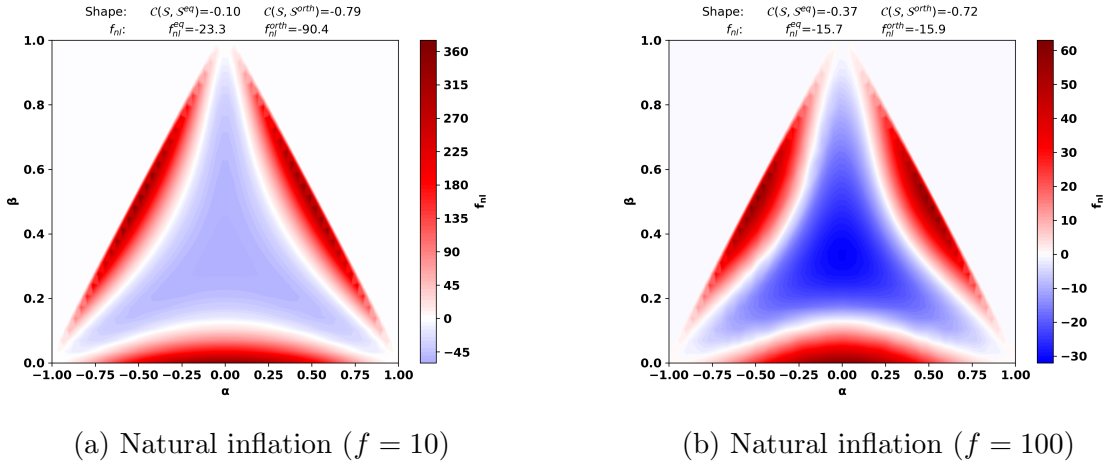 Shape: C(S, S^eq)=-0.10 C(S, S^orth)=-0.79
f_nl: f_nl^eq=-23.3 f_nl^orth=-90.4
1.0
0.8
0.6
0.4
0.2
0.0
β
−1.00 −0.75 −0.50 −0.25 0.00 0.25 0.50 0.75 1.00
α
360
315
270
225
180
135
90
45
0
−45
f_nl
(a) Natural inflation (f = 10)
Shape: C(S, S^eq)=-0.37 C(S, S^orth)=-0.72
f_nl: f_nl^eq=-15.7 f_nl^orth=-15.9
1.0
0.8
0.6
0.4
0.2
0.0
β
−1.00 −0.75 −0.50 −0.25 0.00 0.25 0.50 0.75 1.00
α
60
50
40
30
20
10
0
−10
−20
−30
f_nl
(b) Natural inflation (f = 100)